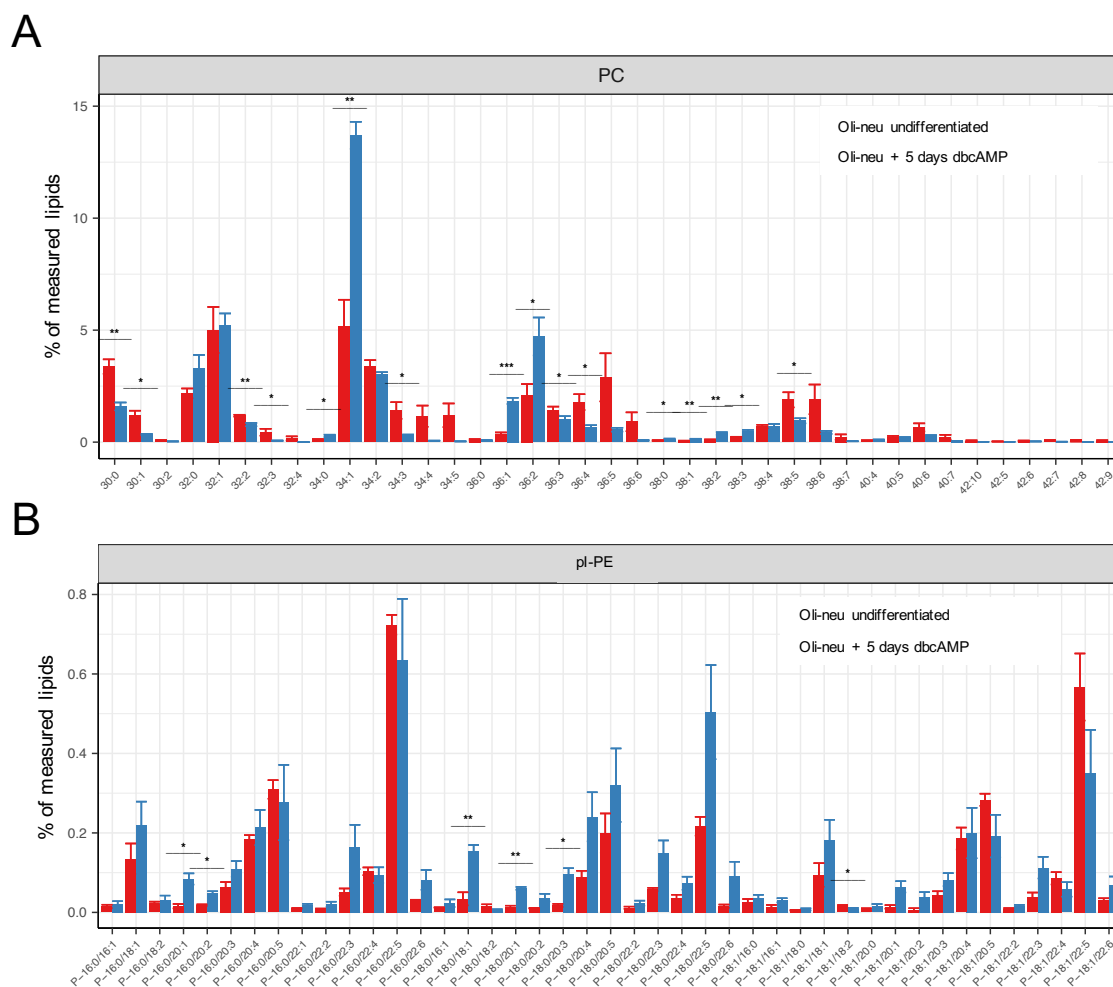 A
PC
15
10
5
0
% of measured lipids
Oli-neu undifferentiated
Oli-neu + 5 days dbcAMP
** * ** * * ** * *** * * * * ** ** * *
30:0 30:1 30:2 32:0 32:1 32:2 32:3 32:4 34:0 34:1 34:2 34:3 34:4 34:5 36:0 36:1 36:2 36:3 36:4 36:5 36:6 38:0 38:1 38:2 38:3 38:4 38:5 38:6 38:7 40:4 40:5 40:6 40:7 42:10 42:5 42:6 42:7 42:8 42:9
B
pl-PE
0.8
0.6
0.4
0.2
0.0
% of measured lipids
Oli-neu undifferentiated
Oli-neu + 5 days dbcAMP
* * ** ** * *
P-16:0/16:1 P-16:0/18:1 P-16:0/18:2 P-16:0/20:1 P-16:0/20:2 P-16:0/20:3 P-16:0/20:4 P-16:0/20:5 P-16:0/22:1 P-16:0/22:2 P-16:0/22:3 P-16:0/22:4 P-16:0/22:5 P-16:0/22:6 P-18:0/16:1 P-18:0/18:1 P-18:0/18:2 P-18:0/20:1 P-18:0/20:2 P-18:0/20:3 P-18:0/20:4 P-18:0/20:5 P-18:0/22:2 P-18:0/22:3 P-18:0/22:4 P-18:0/22:5 P-18:0/22:6 P-18:1/16:0 P-18:1/16:1 P-18:1/18:0 P-18:1/18:1 P-18:1/18:2 P-18:1/20:0 P-18:1/20:1 P-18:1/20:2 P-18:1/20:3 P-18:1/20:4 P-18:1/20:5 P-18:1/22:2 P-18:1/22:3 P-18:1/22:4 P-18:1/22:5 P-18:1/22:6